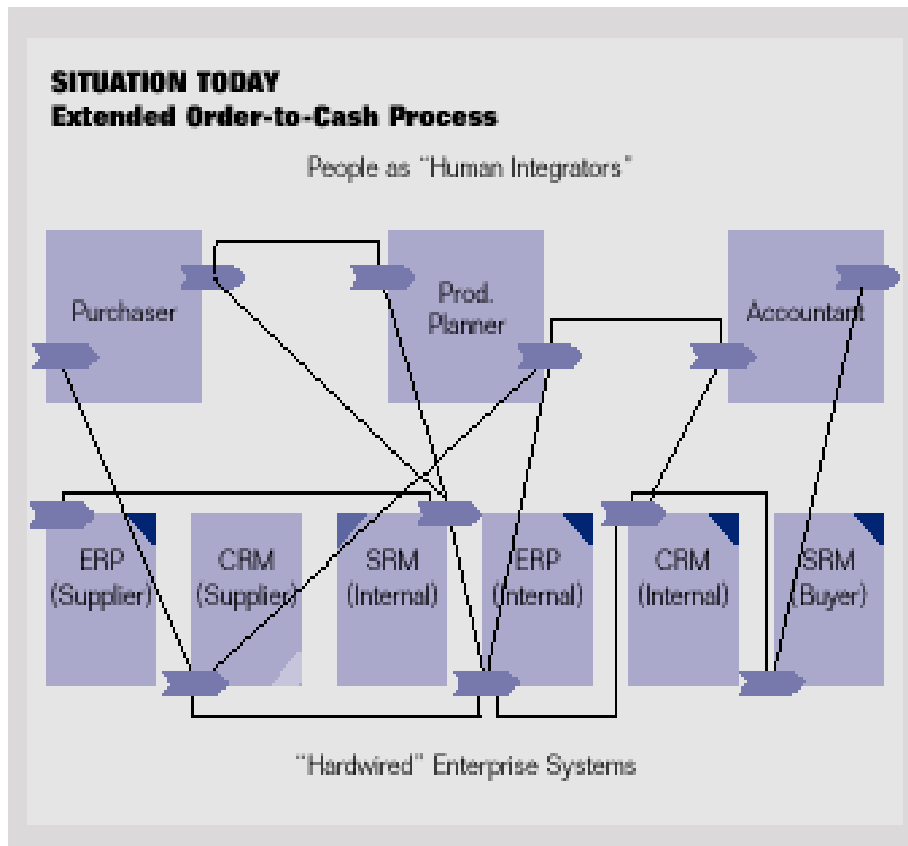 SITUATION TODAY
Extended Order-to-Cash Process
People as “Human Integrators”
Purchaser
Prod.
Planner
Accountant
ERP
(Supplier)
CRM
(Supplier)
SRM
(Internal)
ERP
(Internal)
CRM
(Internal)
SRM
(Buyer)
“Hardwired” Enterprise Systems